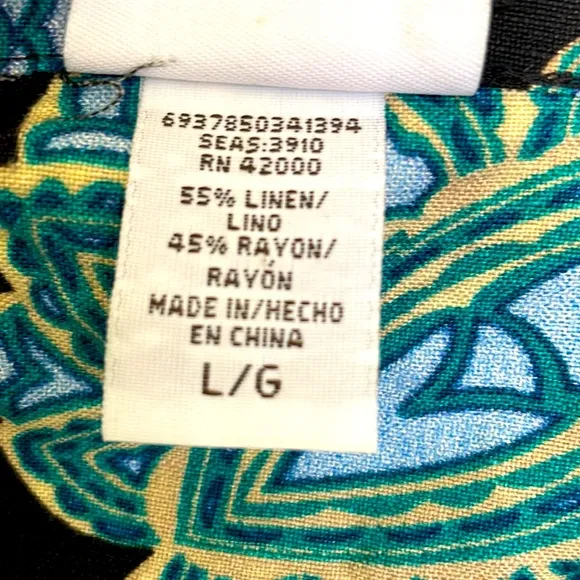 6937850341394
SEAS:3910
RN 42000
55% LINEN/
LINO
45% RAYON/
RAYÓN
MADE IN/HECHO
EN CHINA
L/G